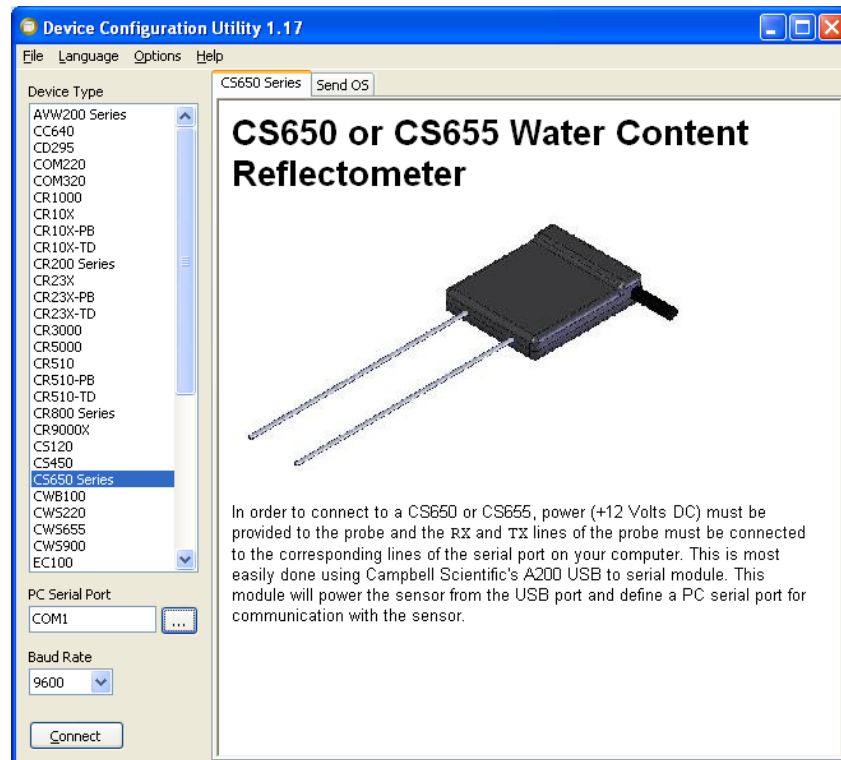 Device Configuration Utility 1.17
File Language Options Help
Device Type
AVW200 Series
CC640
CD295
COM220
COM320
CR1000
CR10X
CR10X-PB
CR10X-TD
CR200 Series
CR23X
CR23X-PB
CR23X-TD
CR3000
CR5000
CR510
CR510-PB
CR510-TD
CR800 Series
CR9000X
CS120
CS450
CS650 Series
CWB100
CWS220
CWS655
CWS900
EC100
PC Serial Port
COM1
...
Baud Rate
9600
Connect
CS650 Series Send OS
CS650 or CS655 Water Content
Reflectometer
In order to connect to a CS650 or CS655, power (+12 Volts DC) must be
provided to the probe and the RX and TX lines of the probe must be connected
to the corresponding lines of the serial port on your computer. This is most
easily done using Campbell Scientific's A200 USB to serial module. This
module will power the sensor from the USB port and define a PC serial port for
communication with the sensor.